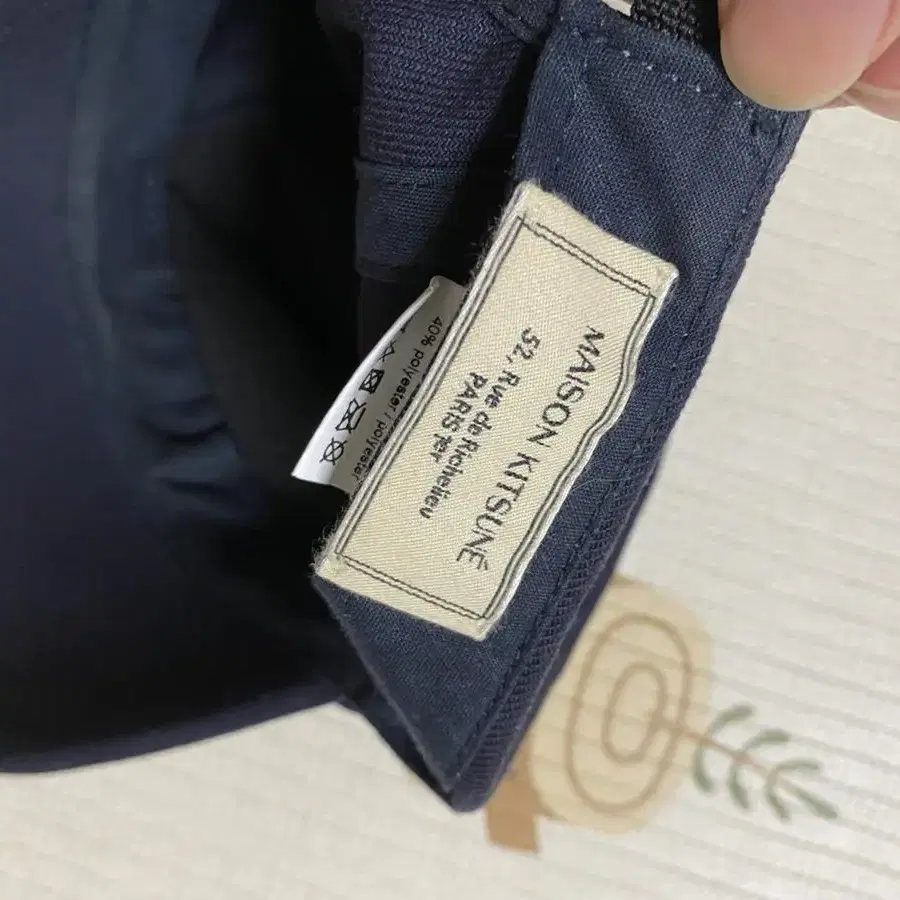 MAISON KITSUNÉ
52, Rue de Richelieu
PARIS 1er
40% polyester / polyester